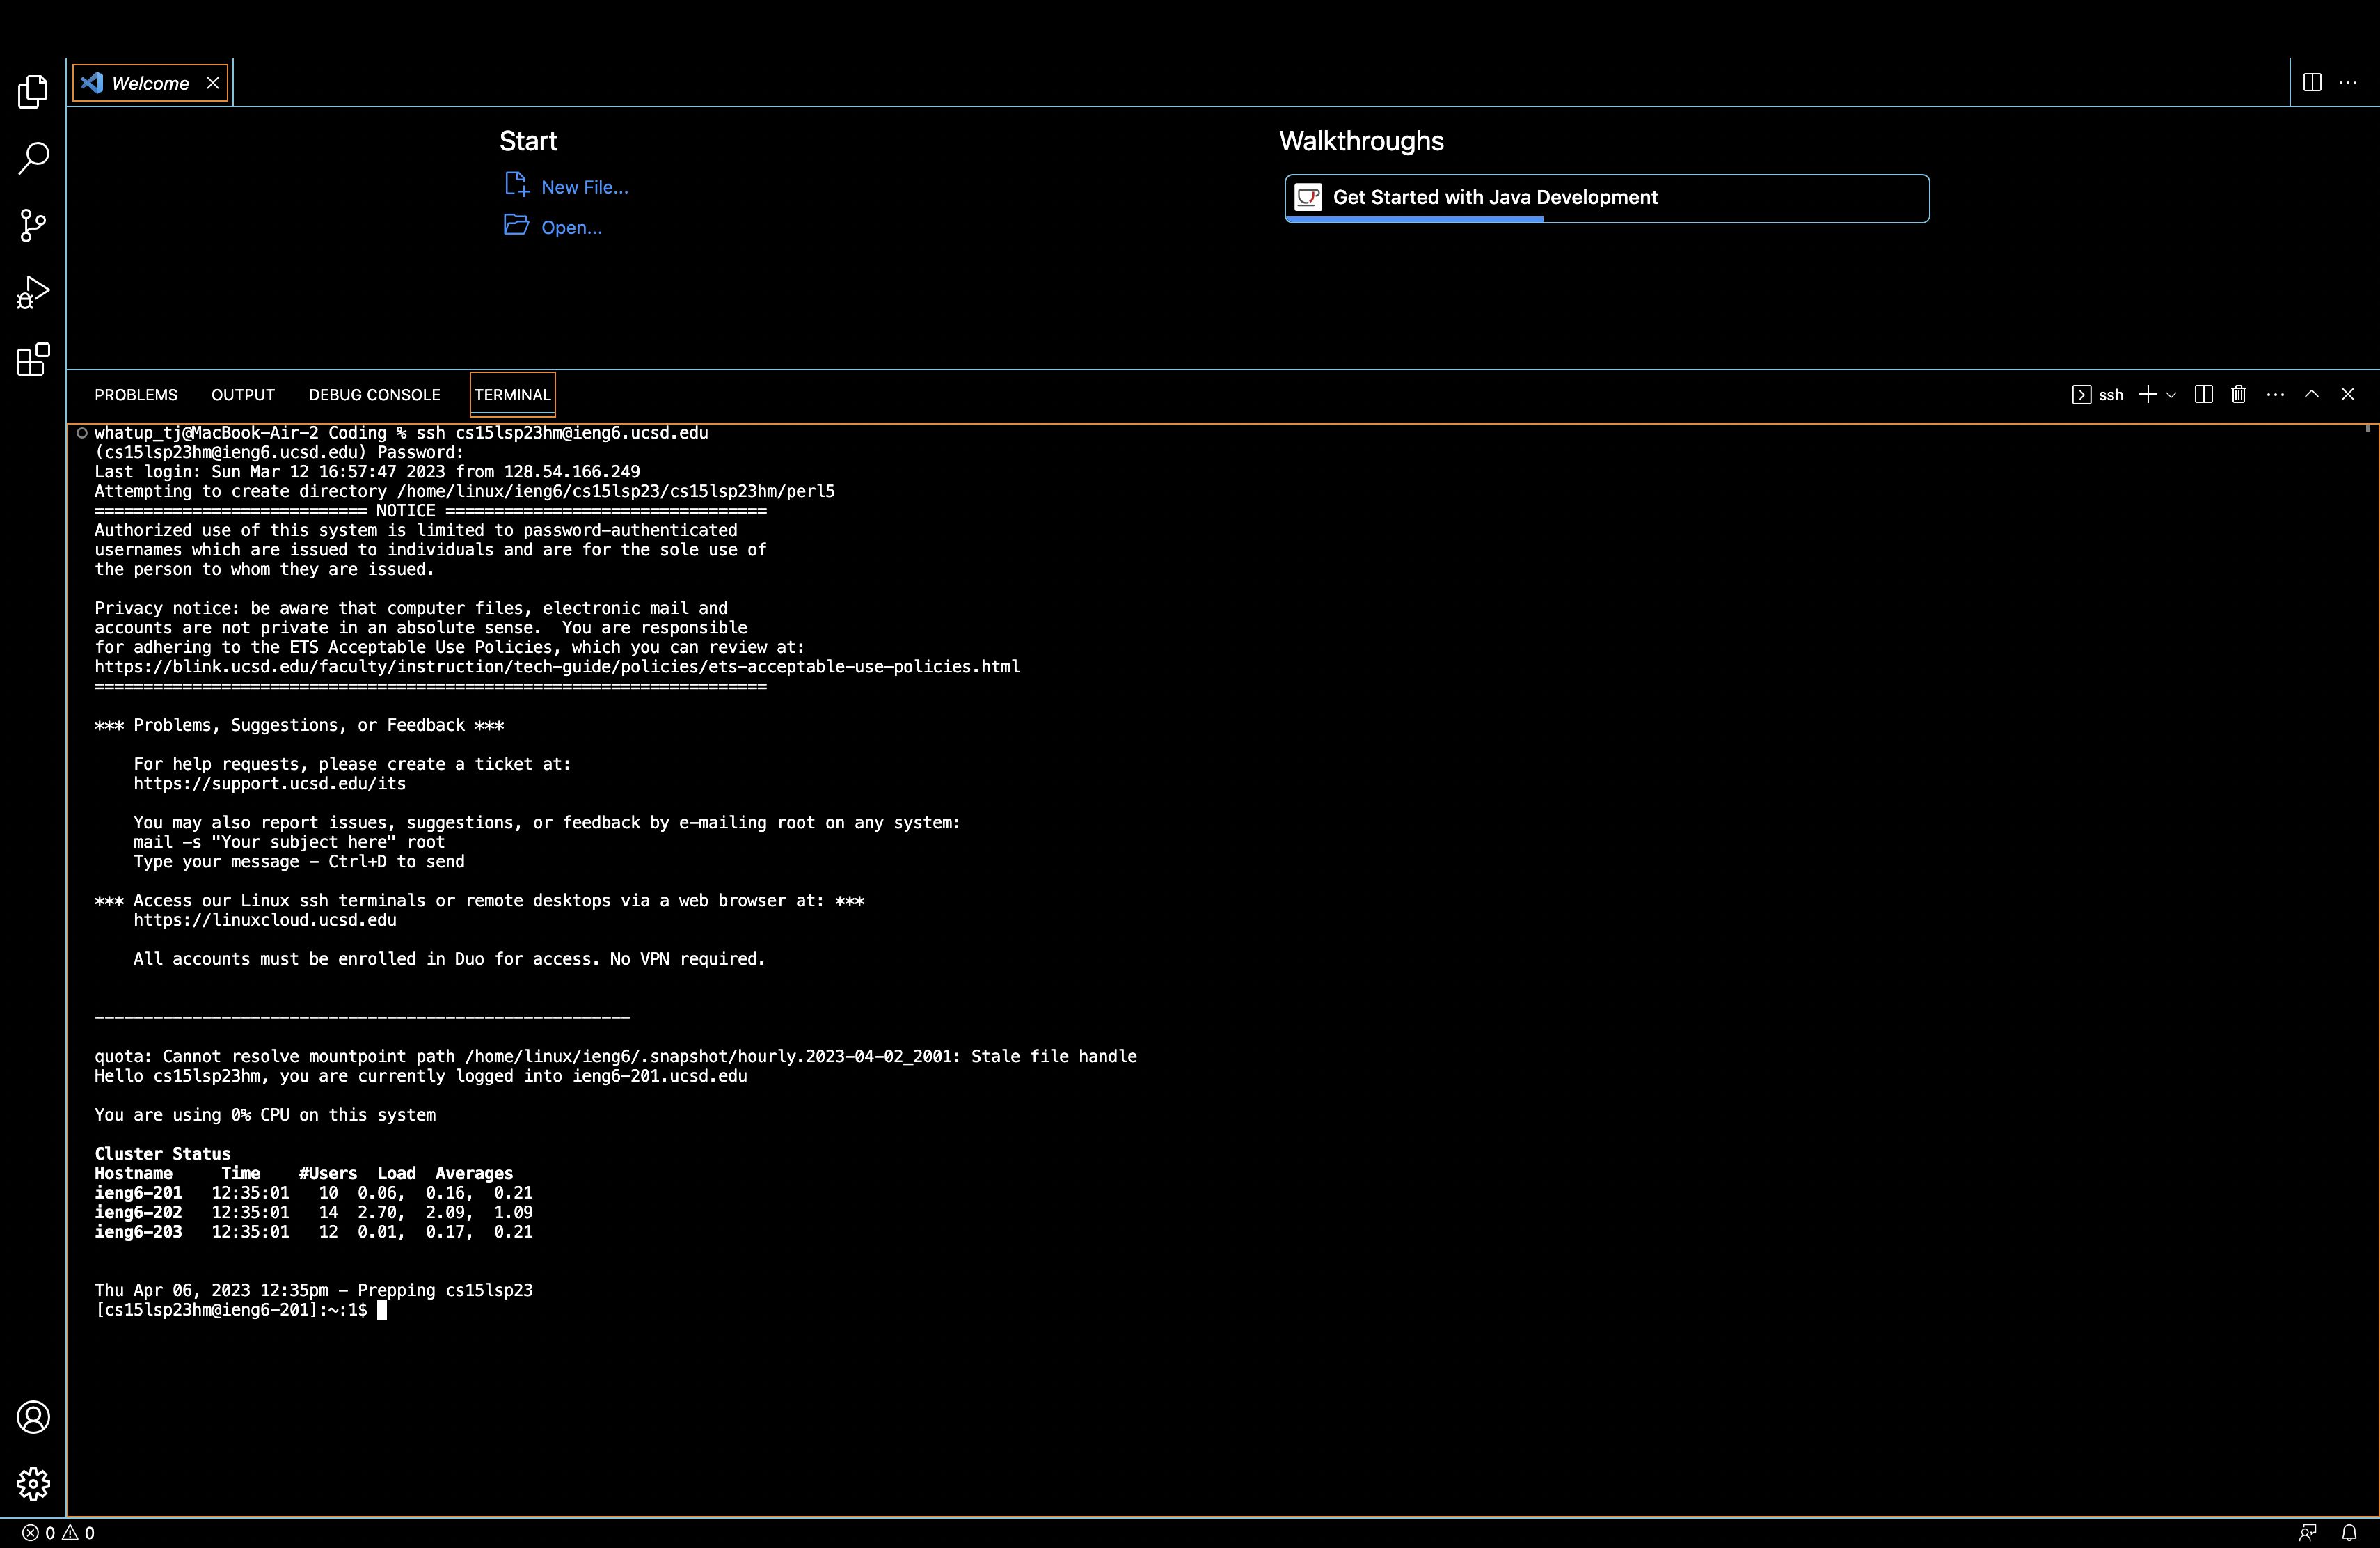 Welcome
Start
New File...
Open...
Walkthroughs
Get Started with Java Development
PROBLEMS OUTPUT DEBUG CONSOLE TERMINAL
ssh
whatup_tj@MacBook-Air-2 Coding % ssh cs15lsp23hm@ieng6.ucsd.edu
(cs15lsp23hm@ieng6.ucsd.edu) Password:
Last login: Sun Mar 12 16:57:47 2023 from 128.54.166.249
Attempting to create directory /home/linux/ieng6/cs15lsp23/cs15lsp23hm/perl5
============================ NOTICE =================================
Authorized use of this system is limited to password-authenticated
usernames which are issued to individuals and are for the sole use of
the person to whom they are issued.
Privacy notice: be aware that computer files, electronic mail and
accounts are not private in an absolute sense.  You are responsible
for adhering to the ETS Acceptable Use Policies, which you can review at:
https://blink.ucsd.edu/faculty/instruction/tech-guide/policies/ets-acceptable-use-policies.html
=====================================================================
*** Problems, Suggestions, or Feedback ***
For help requests, please create a ticket at:
https://support.ucsd.edu/its
You may also report issues, suggestions, or feedback by e-mailing root on any system:
mail -s "Your subject here" root
Type your message - Ctrl+D to send
*** Access our Linux ssh terminals or remote desktops via a web browser at: ***
https://linuxcloud.ucsd.edu
All accounts must be enrolled in Duo for access. No VPN required.
-------------------------------------------------------
quota: Cannot resolve mountpoint path /home/linux/ieng6/.snapshot/hourly.2023-04-02_2001: Stale file handle
Hello cs15lsp23hm, you are currently logged into ieng6-201.ucsd.edu
You are using 0% CPU on this system
Cluster Status
Hostname     Time    #Users  Load  Averages
ieng6-201   12:35:01   10  0.06,  0.16,  0.21
ieng6-202   12:35:01   14  2.70,  2.09,  1.09
ieng6-203   12:35:01   12  0.01,  0.17,  0.21
Thu Apr 06, 2023 12:35pm - Prepping cs15lsp23
[cs15lsp23hm@ieng6-201]:~:1$
0 0